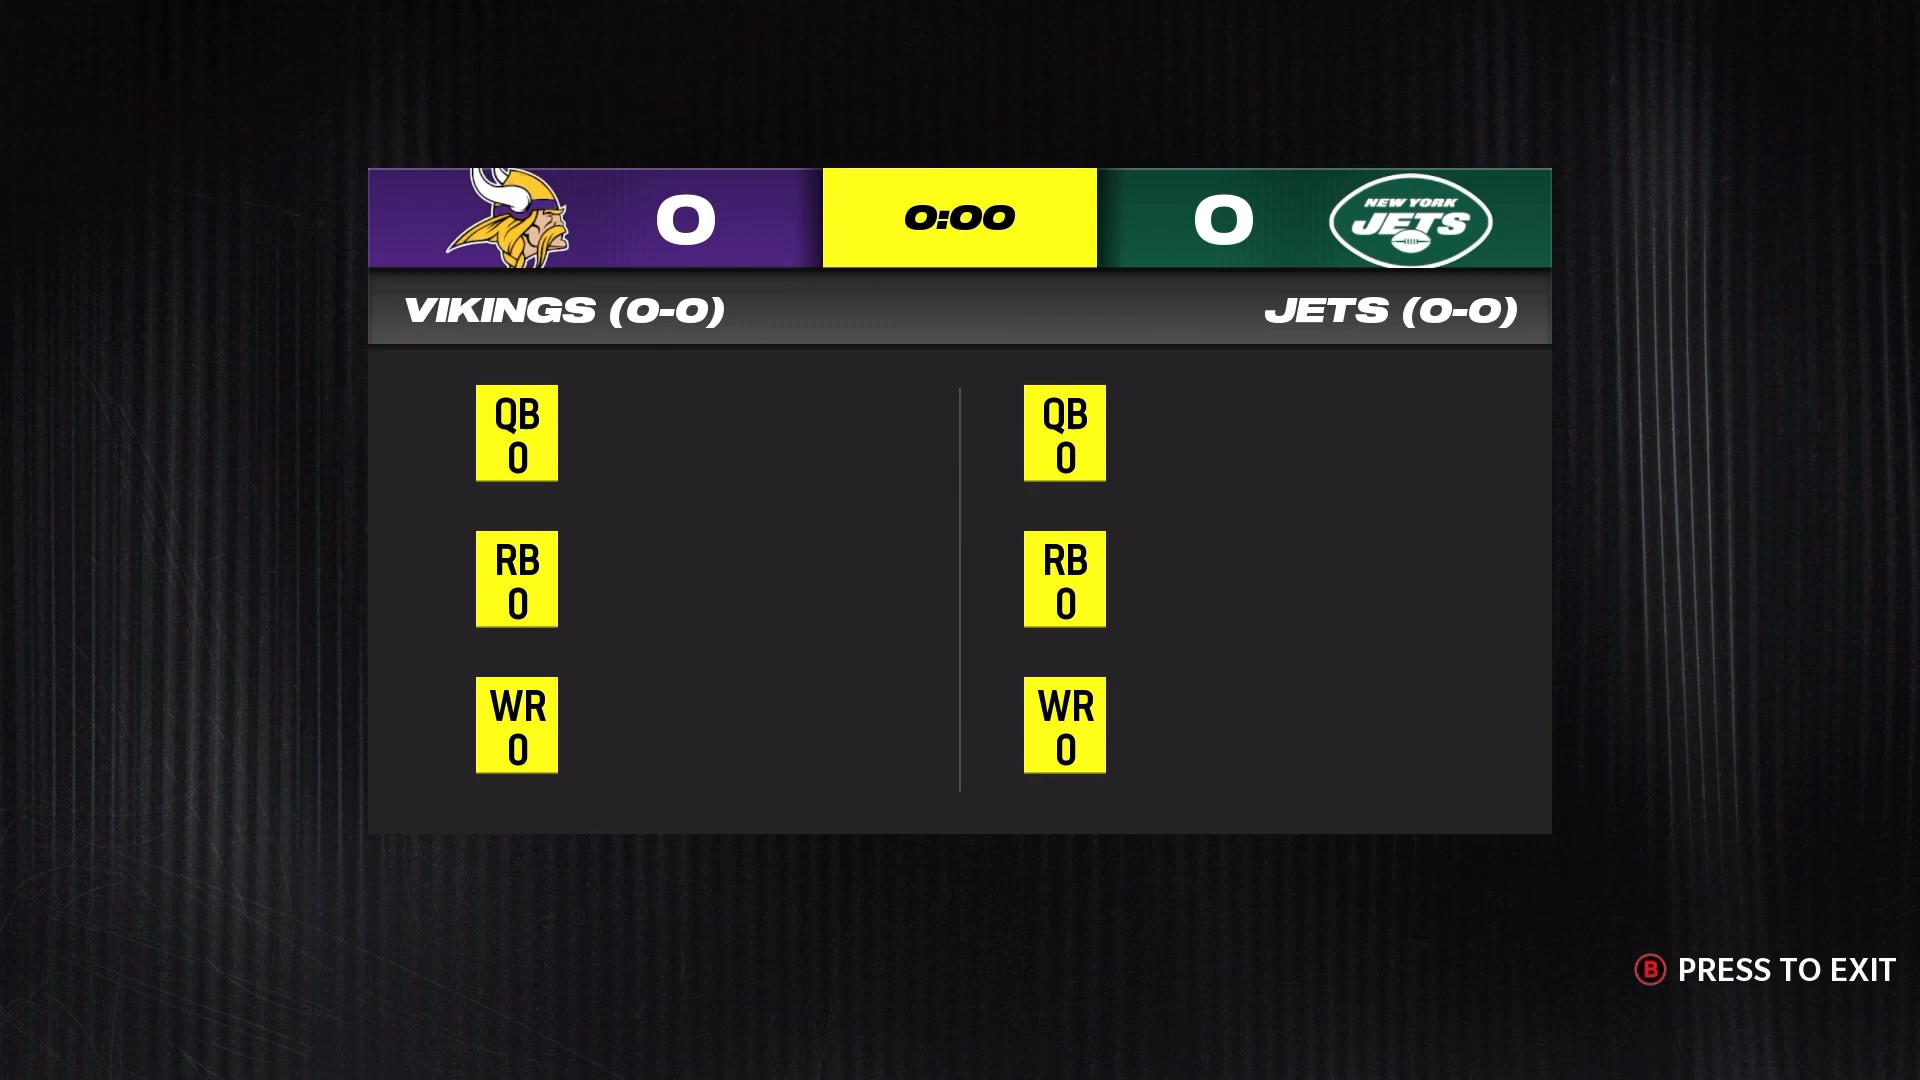 0
0:00
0
NEW YORK
JETS
VIKINGS (0-0)
JETS (0-0)
QB
0
RB
0
WR
0
QB
0
RB
0
WR
0
B PRESS TO EXIT